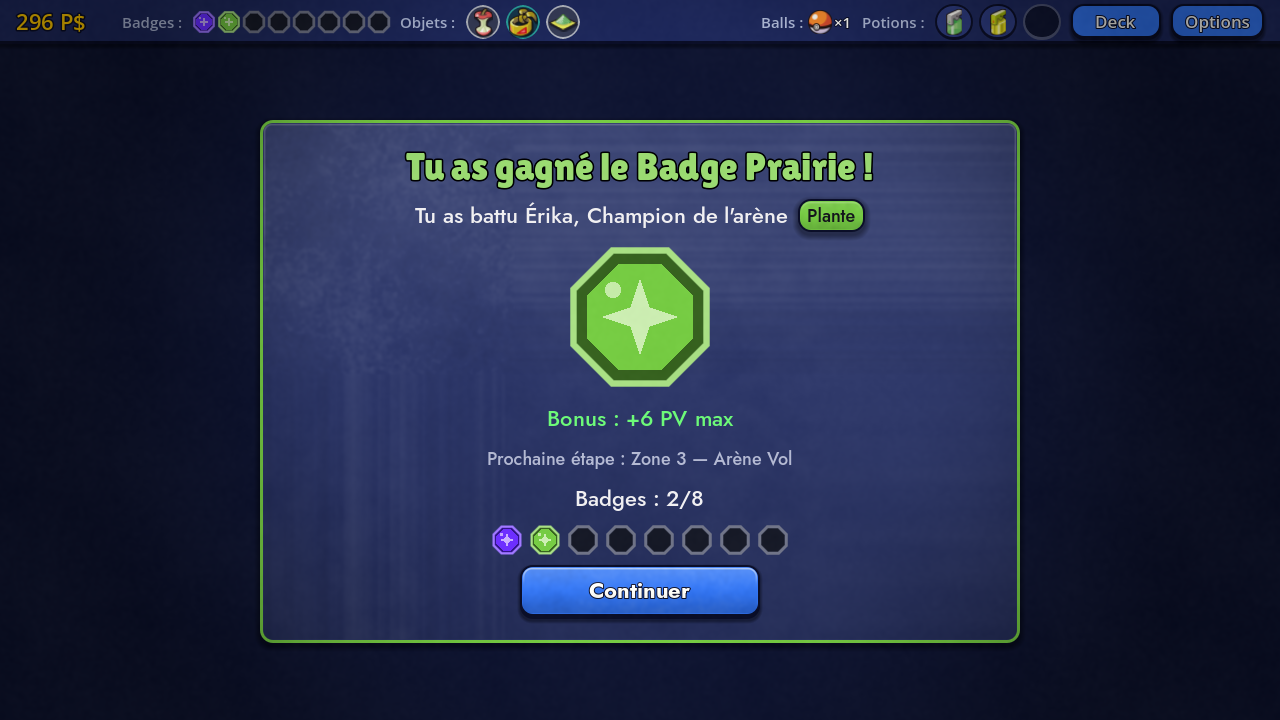 296 P$ Badges : Objets : Balls : ×1 Potions : Deck Options
Tu as gagné le Badge Prairie !
Tu as battu Érika, Champion de l'arène Plante
Bonus : +6 PV max
Prochaine étape : Zone 3 — Arène Vol
Badges : 2/8
Continuer